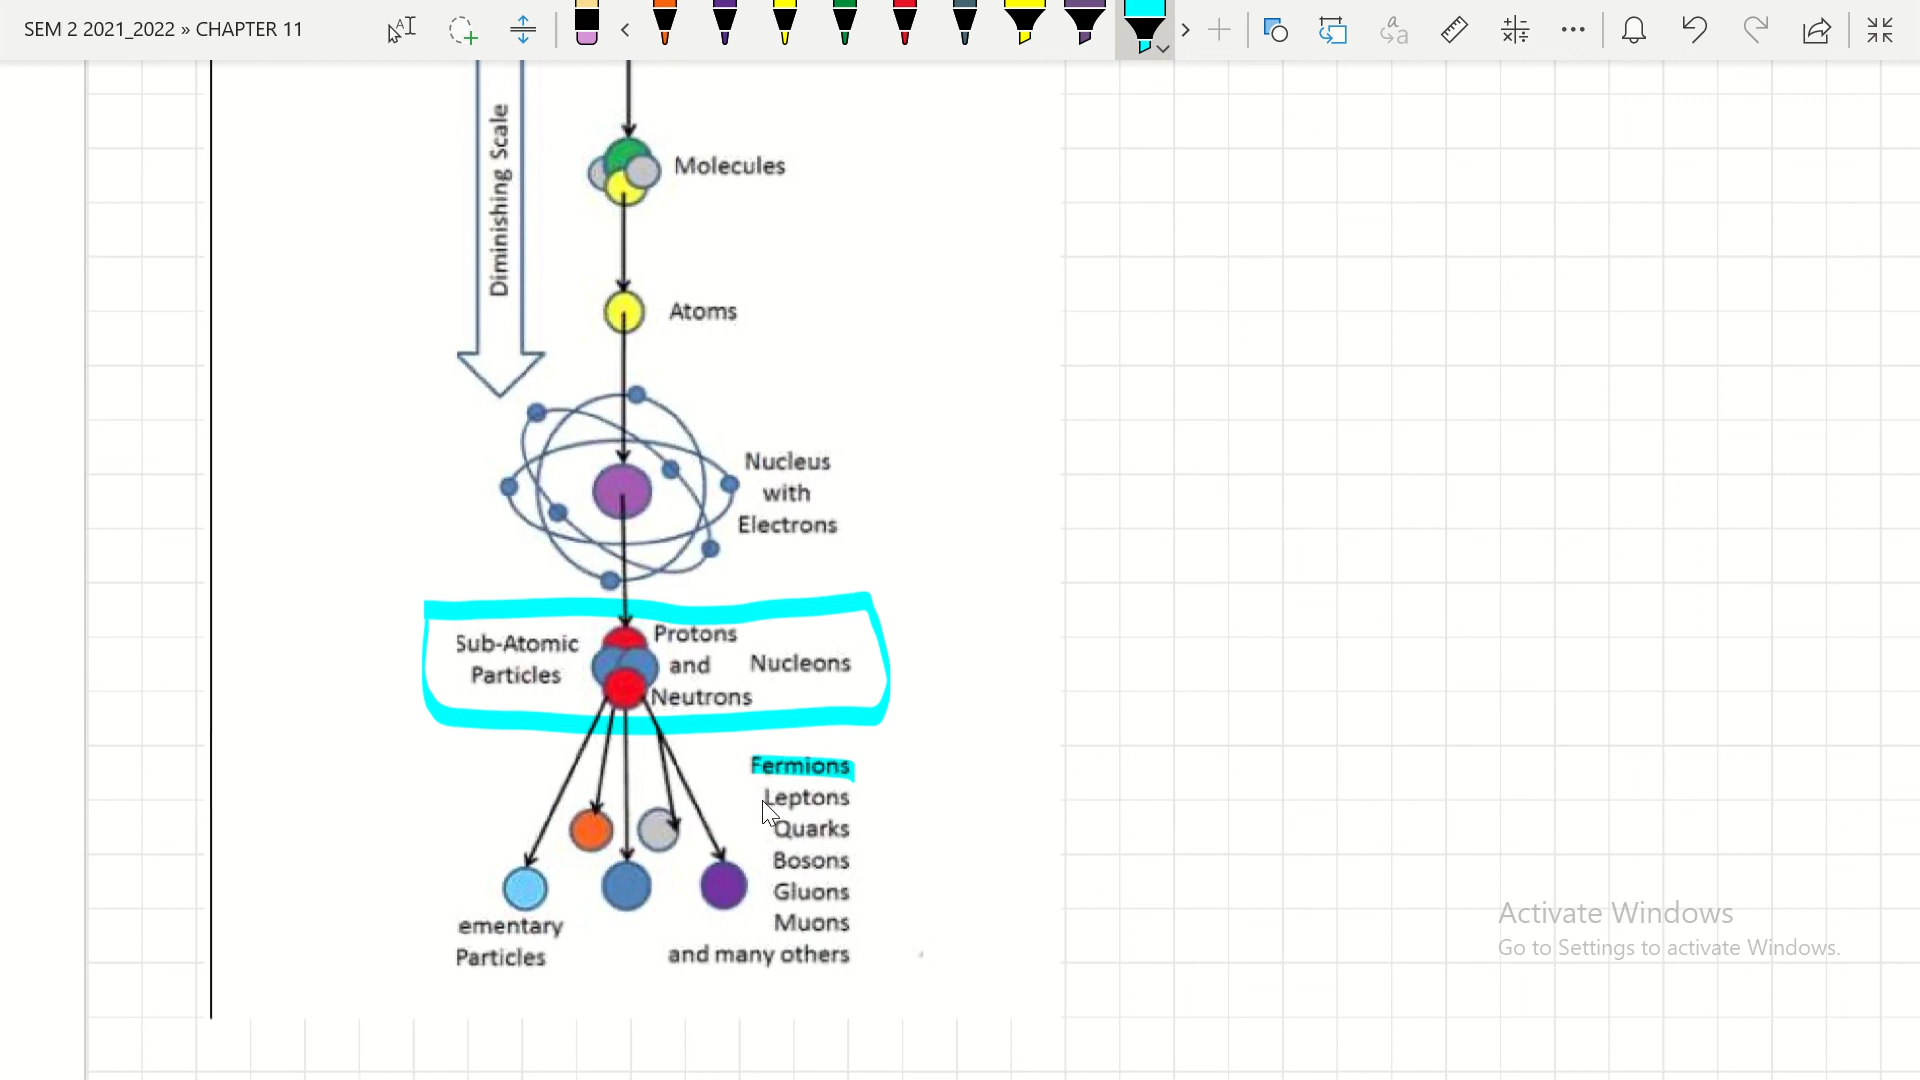 SEM 2 2021_2022 » CHAPTER 11
Diminishing Scale
Molecules
Atoms
Nucleus
with
Electrons
Sub-Atomic
Particles
Protons
and
Neutrons
Nucleons
Fermions
Leptons
Quarks
Bosons
Gluons
Muons
and many others
ementary
Particles
Activate Windows
Go to Settings to activate Windows.